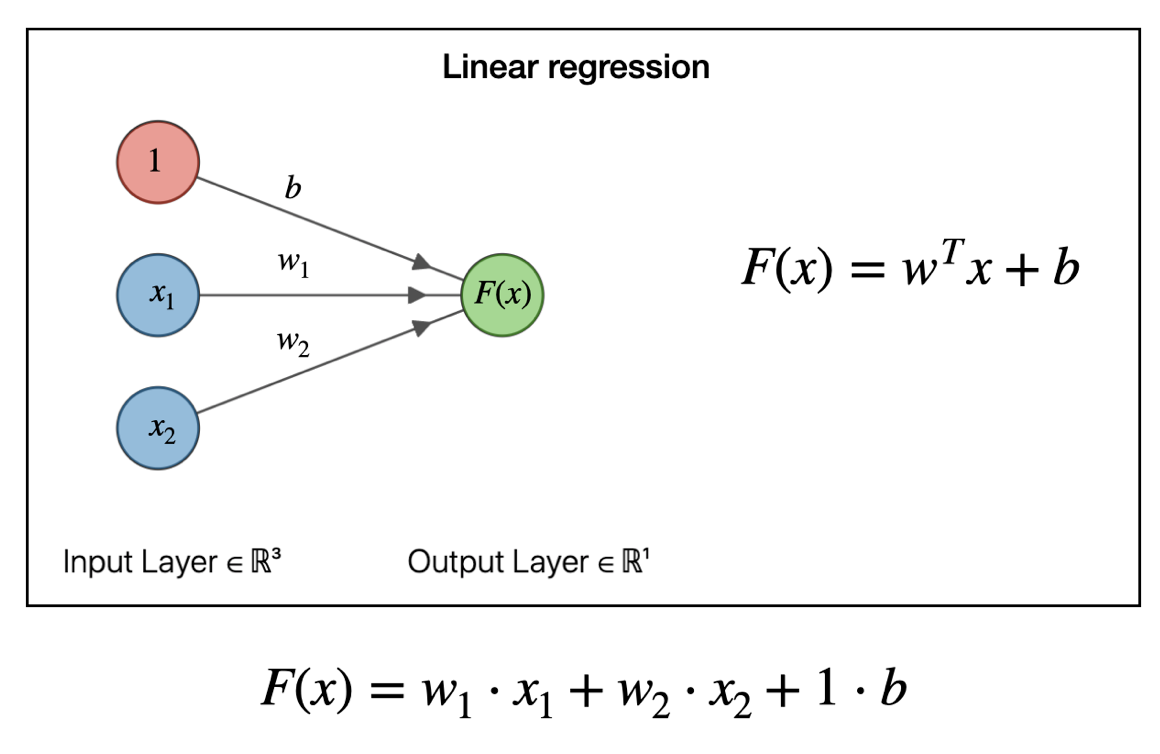 Linear regression
1
b
w₁
x₁
F(x)
F(x) = wᵀx + b
w₂
x₂
Input Layer ∈ ℝ³
Output Layer ∈ ℝ¹
F(x) = w₁ · x₁ + w₂ · x₂ + 1 · b